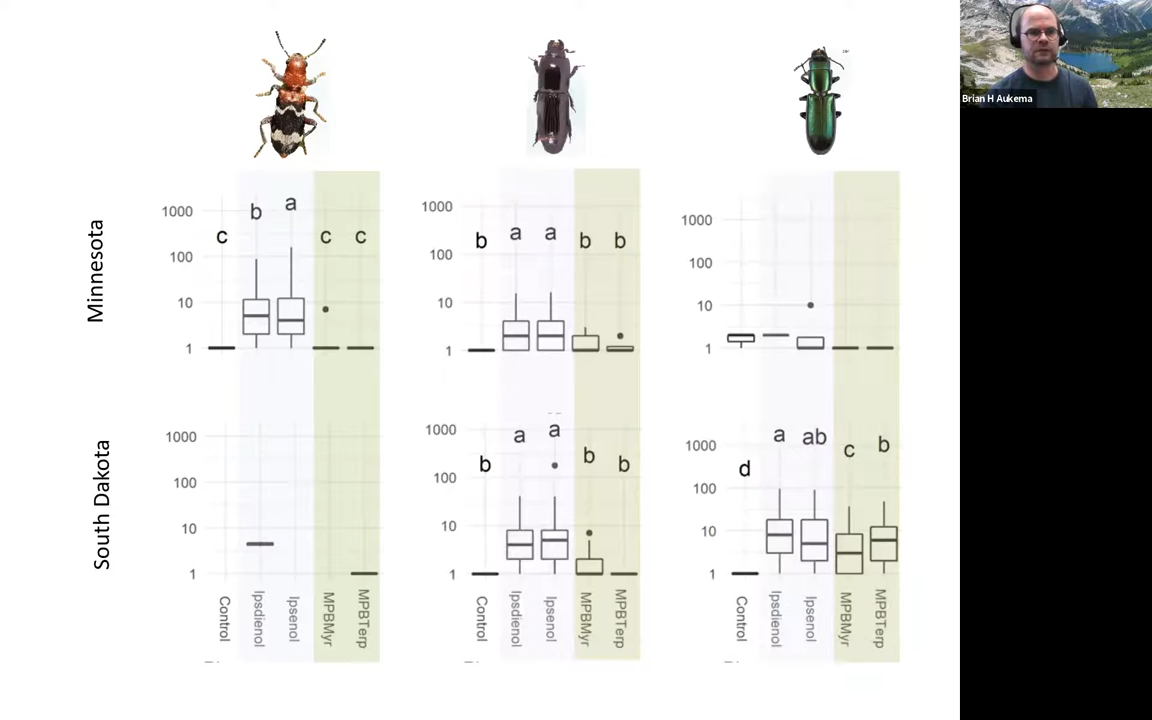 Brian H Aukema
Minnesota
1000
100
10
1
c
b
a
c
c
1000
100
10
1
b
a
a
b
b
1000
100
10
1
South Dakota
1000
100
10
1
1000
100
10
1
b
a
a
b
b
1000
100
10
1
d
a
ab
c
b
Control
Ipsdienol
Ipsenol
MPBMyr
MPBTerp
Control
Ipsdienol
Ipsenol
MPBMyr
MPBTerp
Control
Ipsdienol
Ipsenol
MPBMyr
MPBTerp